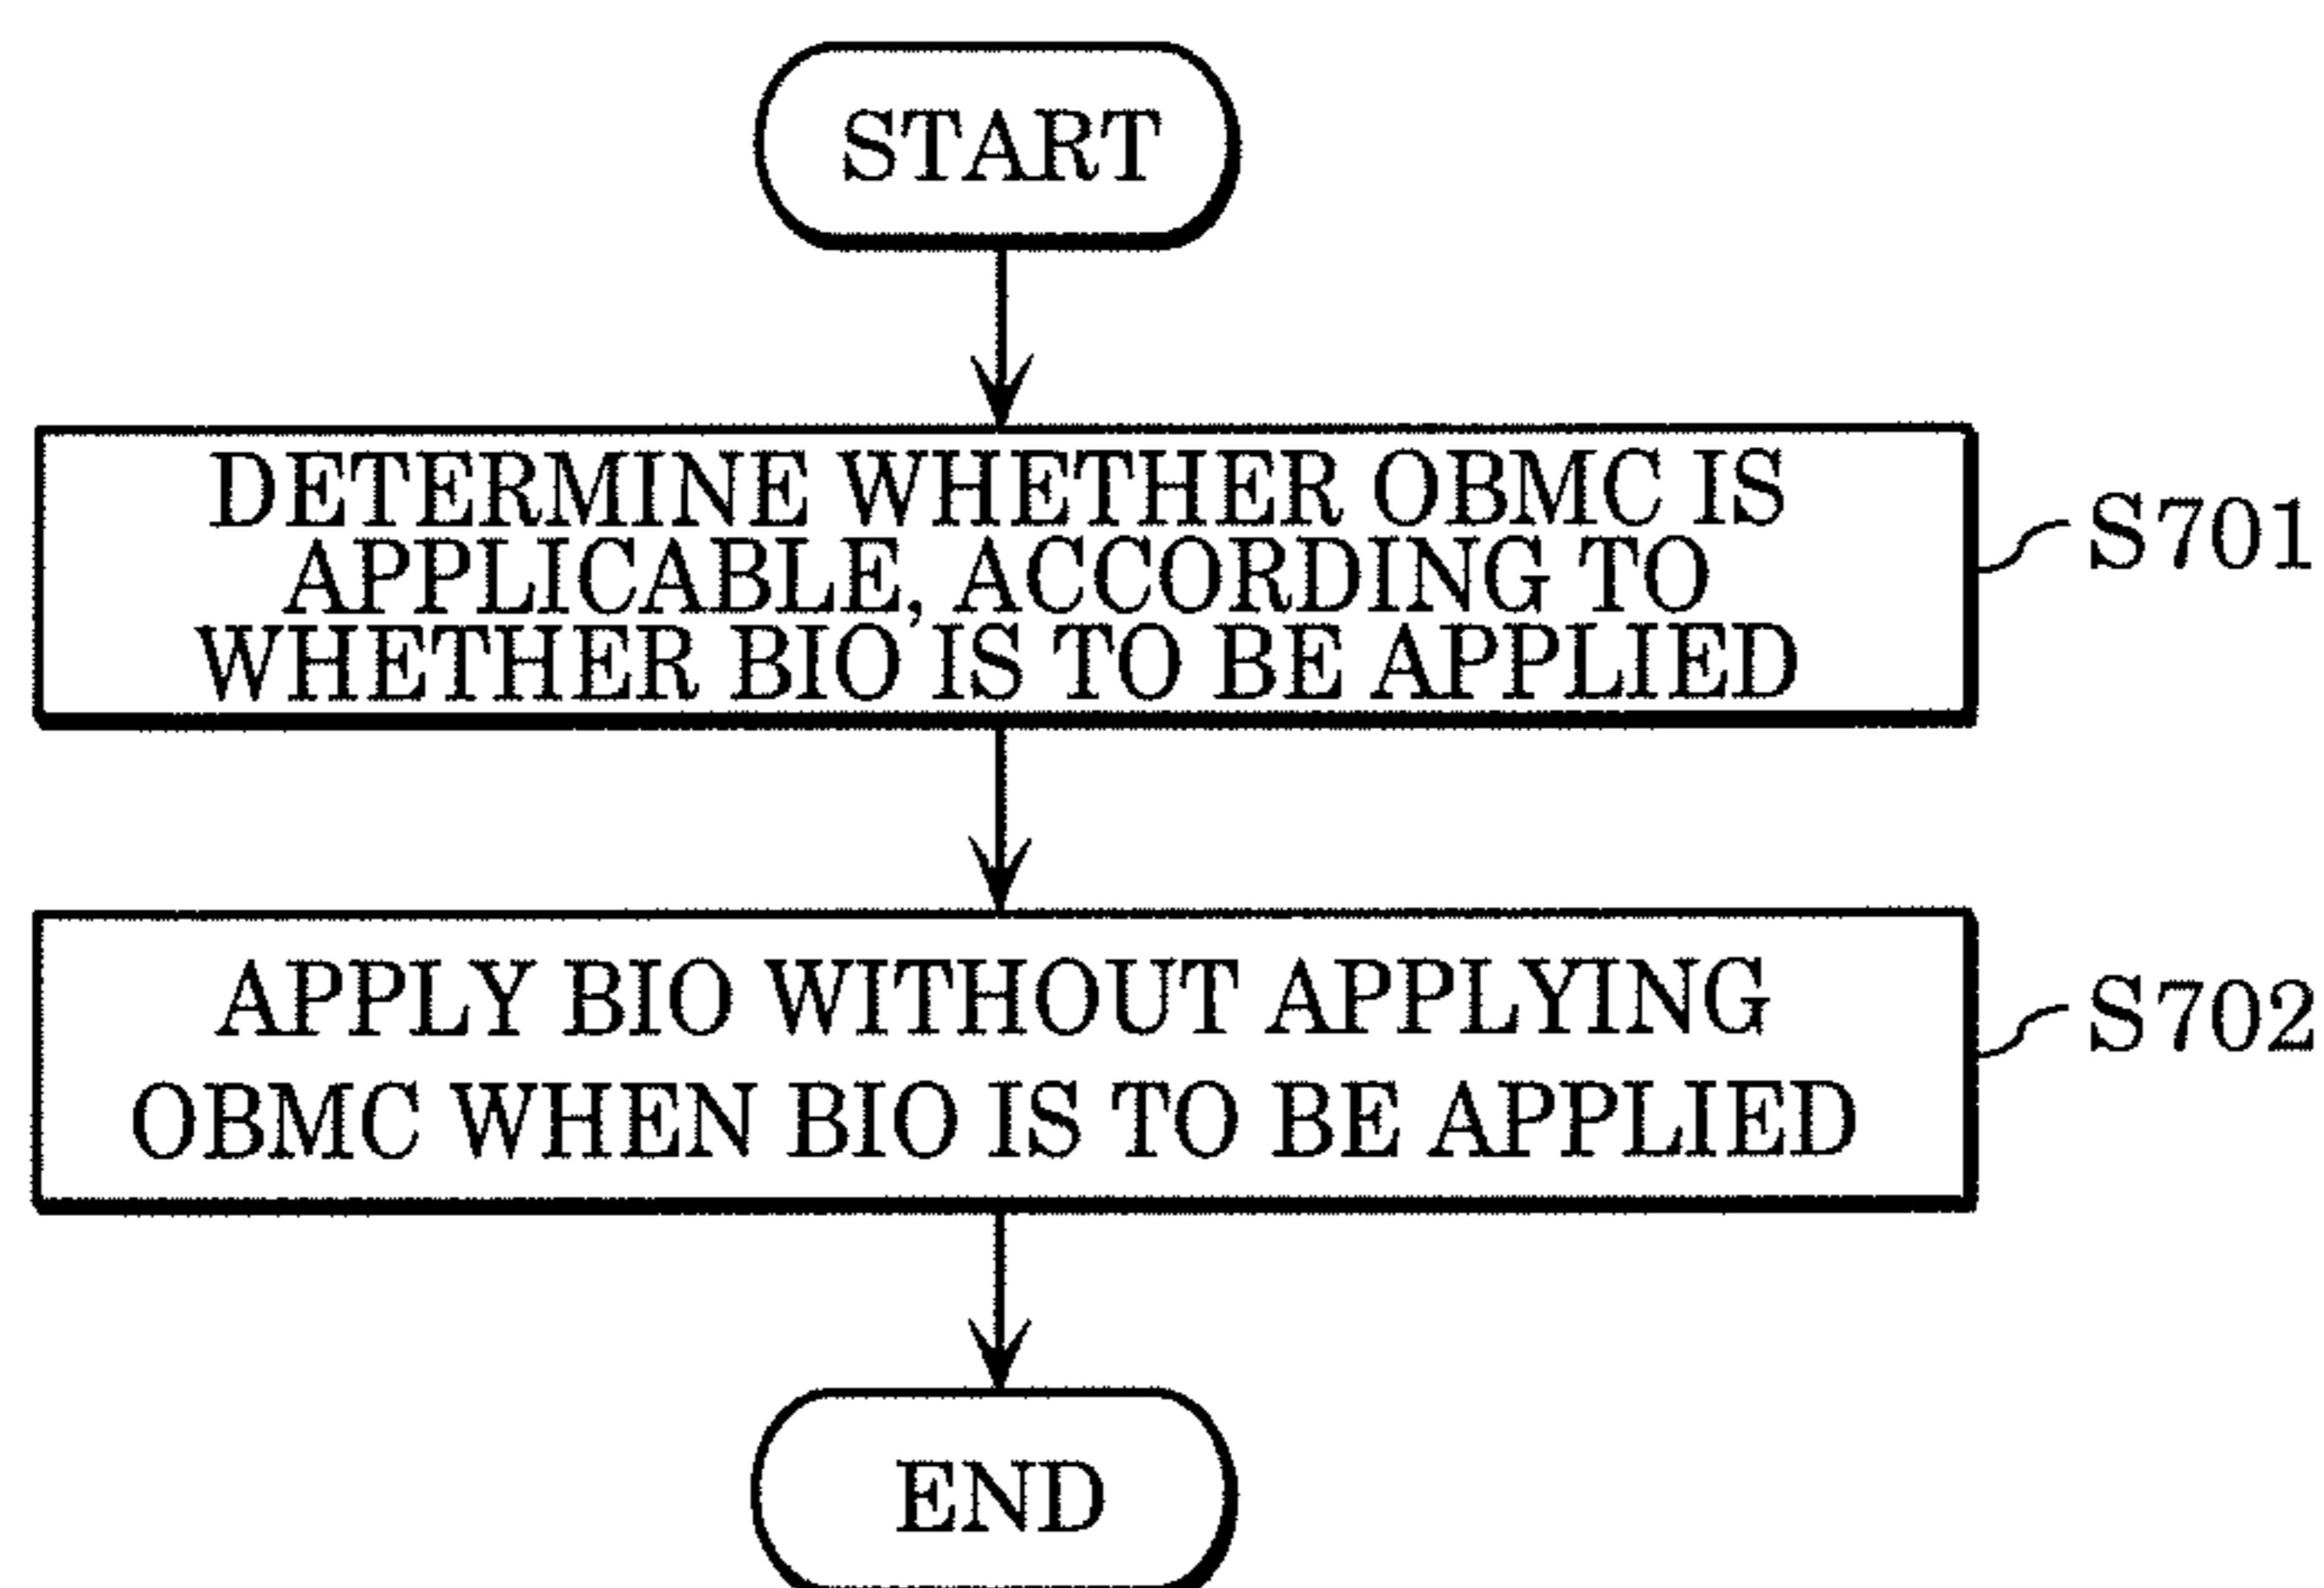 START
DETERMINE WHETHER OBMC IS
APPLICABLE, ACCORDING TO
WHETHER BIO IS TO BE APPLIED
S701
APPLY BIO WITHOUT APPLYING
OBMC WHEN BIO IS TO BE APPLIED
S702
END